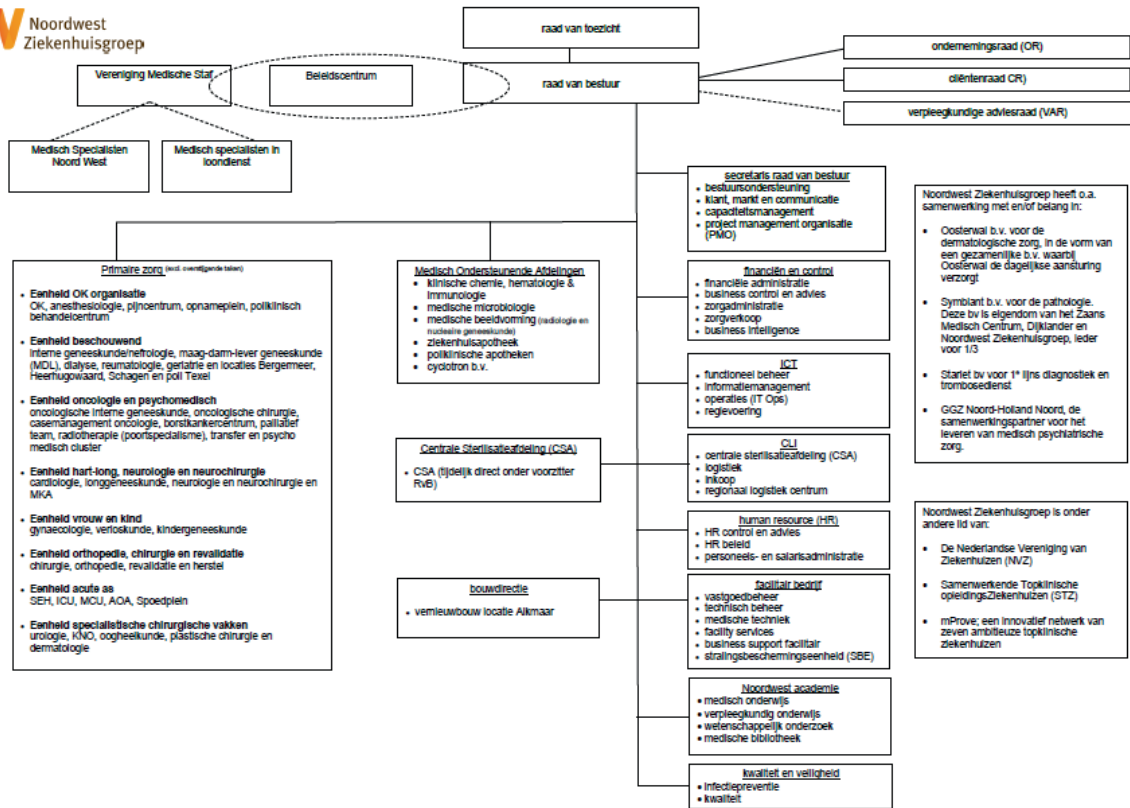 Noordwest
Ziekenhuisgroep
raad van toezicht
Vereniging Medische Staf
Beleidscentrum
raad van bestuur
ondernemingsraad (OR)
cliëntenraad CR)
verpleegkundige adviesraad (VAR)
Medisch Specialisten
Noord West
Medisch specialisten in
loondienst
Primaire zorg (excl. overstijgende taken)
• Eenheid OK organisatie
OK, anesthesiologie, pijncentrum, opnameplein, poliklinisch
behandelcentrum
• Eenheid beschouwend
interne geneeskunde/nefrologie, maag-darm-lever geneeskunde
(MDL), dialyse, reumatologie, geriatrie en locaties Bergermeer,
Heerhugowaard, Schagen en poli Texel
• Eenheid oncologie en psychomedisch
oncologische interne geneeskunde, oncologische chirurgie,
casemanagement oncologie, borstkankercentrum, palliatief
team, radiotherapie (poortspecialisme), transfer en psycho
medisch cluster
• Eenheid hart-long, neurologie en neurochirurgie
cardiologie, longgeneeskunde, neurologie en neurochirurgie en
MKA
• Eenheid vrouw en kind
gynaecologie, verloskunde, kindergeneeskunde
• Eenheid orthopedie, chirurgie en revalidatie
chirurgie, orthopedie, revalidatie en herstel
• Eenheid acute as
SEH, ICU, MCU, AOA, Spoedplein
• Eenheid specialistische chirurgische vakken
urologie, KNO, oogheelkunde, plastische chirurgie en
dermatologie
Medisch Ondersteunende Afdelingen
• klinische chemie, hematologie &
immunologie
• medische microbiologie
• medische beeldvorming (radiologie en
nucleaire geneeskunde)
• ziekenhuisapotheek
• poliklinische apotheken
• cyclotron b.v.
Centrale Sterilisatieafdeling (CSA)
• CSA (tijdelijk direct onder voorzitter
RvB)
bouwdirectie
• vernieuwbouw locatie Alkmaar
secretaris raad van bestuur
• bestuursondersteuning
• klant, markt en communicatie
• capaciteitsmanagement
• project management organisatie
(PMO)
financiën en control
• financiële administratie
• business control en advies
• zorgadministratie
• zorgverkoop
• business intelligence
ICT
• functioneel beheer
• informatiemanagement
• operaties (IT Ops)
• regievoering
CLI
• centrale sterilisatieafdeling (CSA)
• logistiek
• inkoop
• regionaal logistiek centrum
human resource (HR)
• HR control en advies
• HR beleid
• personeels- en salarisadministratie
facilitair bedrijf
• vastgoedbeheer
• technisch beheer
• medische techniek
• facility services
• business support facilitair
• stralingsbeschermingseenheid (SBE)
Noordwest academie
• medisch onderwijs
• verpleegkundig onderwijs
• wetenschappelijk onderzoek
• medische bibliotheek
kwaliteit en veiligheid
• infectiepreventie
• kwaliteit
Noordwest Ziekenhuisgroep heeft o.a.
samenwerking met en/of belang in:
• Oosterwal b.v. voor de
dermatologische zorg, in de vorm van
een gezamenlijke b.v. waarbij
Oosterwal de dagelijkse aansturing
verzorgt
• Symbiant b.v. voor de pathologie.
Deze bv is eigendom van het Zaans
Medisch Centrum, Dijklander en
Noordwest Ziekenhuisgroep, ieder
voor 1/3
• Starlet bv voor 1e lijns diagnostiek en
trombosedienst
• GGZ Noord-Holland Noord, de
samenwerkingspartner voor het
leveren van medisch psychiatrische
zorg.
Noordwest Ziekenhuisgroep is onder
andere lid van:
• De Nederlandse Vereniging van
Ziekenhuizen (NVZ)
• Samenwerkende Topklinische
opleidingsZiekenhuizen (STZ)
• mProve; een innovatief netwerk van
zeven ambitieuze topklinische
ziekenhuizen